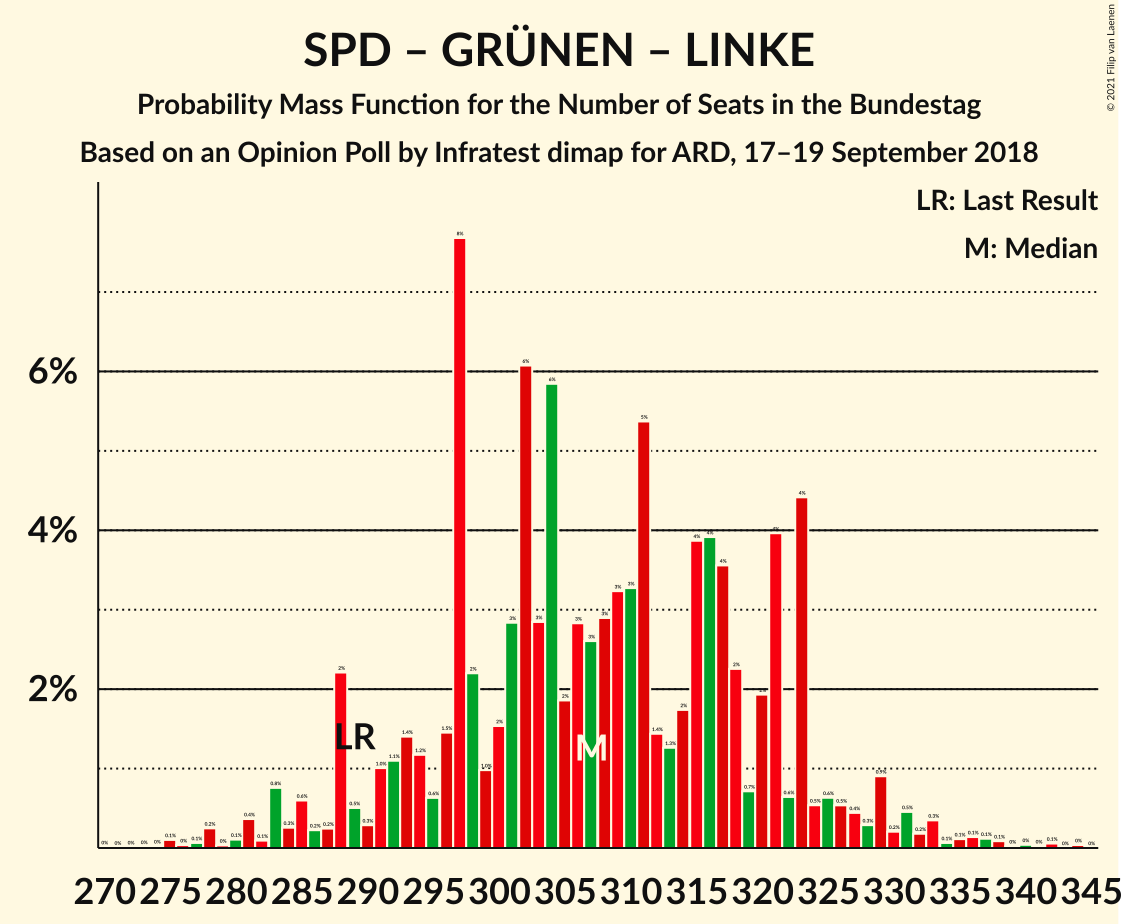 SPD – GRÜNEN – LINKE
Probability Mass Function for the Number of Seats in the Bundestag
Based on an Opinion Poll by Infratest dimap for ARD, 17–19 September 2018
© 2021 Filip van Laenen
LR: Last Result
M: Median
6%
4%
2%
LR
M
270 275 280 285 290 295 300 305 310 315 320 325 330 335 340 345